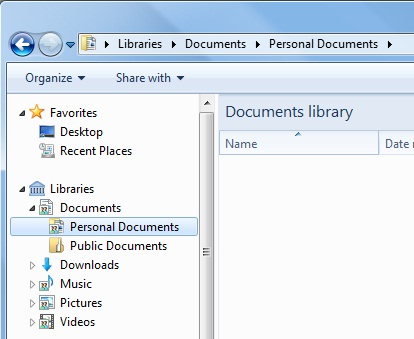 Libraries Documents Personal Documents
Organize Share with
Favorites
Desktop
Recent Places
Libraries
Documents
Personal Documents
Public Documents
Downloads
Music
Pictures
Videos
Documents library
Name Date